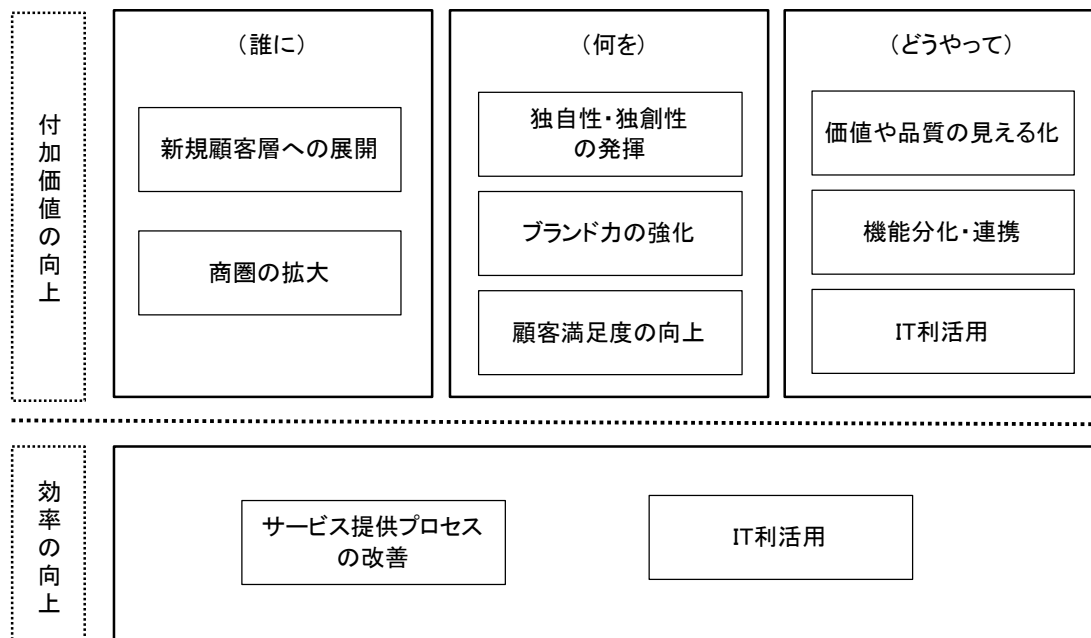 付加価値の向上
（誰に）
新規顧客層への展開
商圏の拡大
（何を）
独自性・独創性
の発揮
ブランド力の強化
顧客満足度の向上
（どうやって）
価値や品質の見える化
機能分化・連携
IT利活用
効率の向上
サービス提供プロセス
の改善
IT利活用